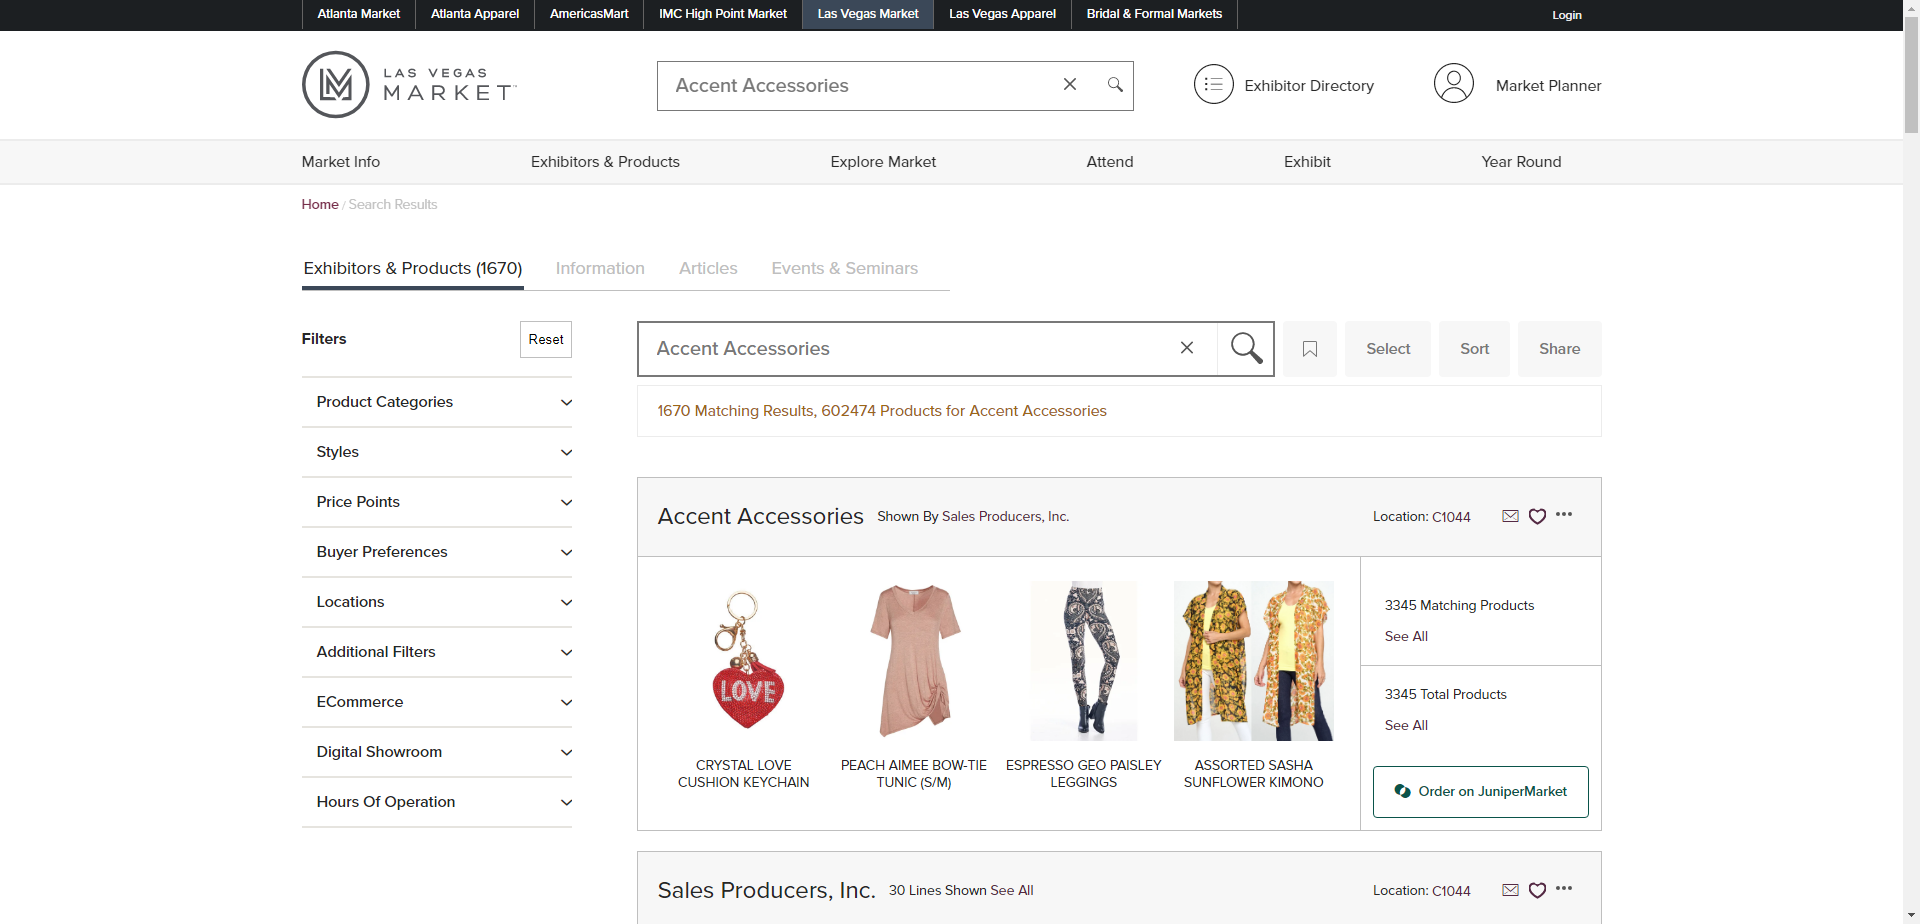 Atlanta Market
Atlanta Apparel
AmericasMart
IMC High Point Market
Las Vegas Market
Las Vegas Apparel
Bridal & Formal Markets
Login
LM
LAS VEGAS
MARKET
Accent Accessories
Exhibitor Directory
Market Planner
Market Info
Exhibitors & Products
Explore Market
Attend
Exhibit
Year Round
Home / Search Results
Exhibitors & Products (1670)
Information
Articles
Events & Seminars
Filters
Reset
Product Categories
Styles
Price Points
Buyer Preferences
Locations
Additional Filters
ECommerce
Digital Showroom
Hours Of Operation
Accent Accessories
Select
Sort
Share
1670 Matching Results, 602474 Products for Accent Accessories
Accent Accessories
Shown By Sales Producers, Inc.
Location: C1044
LOVE
CRYSTAL LOVE
CUSHION KEYCHAIN
PEACH AIMEE BOW-TIE
TUNIC (S/M)
ESPRESSO GEO PAISLEY
LEGGINGS
ASSORTED SASHA
SUNFLOWER KIMONO
3345 Matching Products
See All
3345 Total Products
See All
Order on JuniperMarket
Sales Producers, Inc.
30 Lines Shown See All
Location: C1044